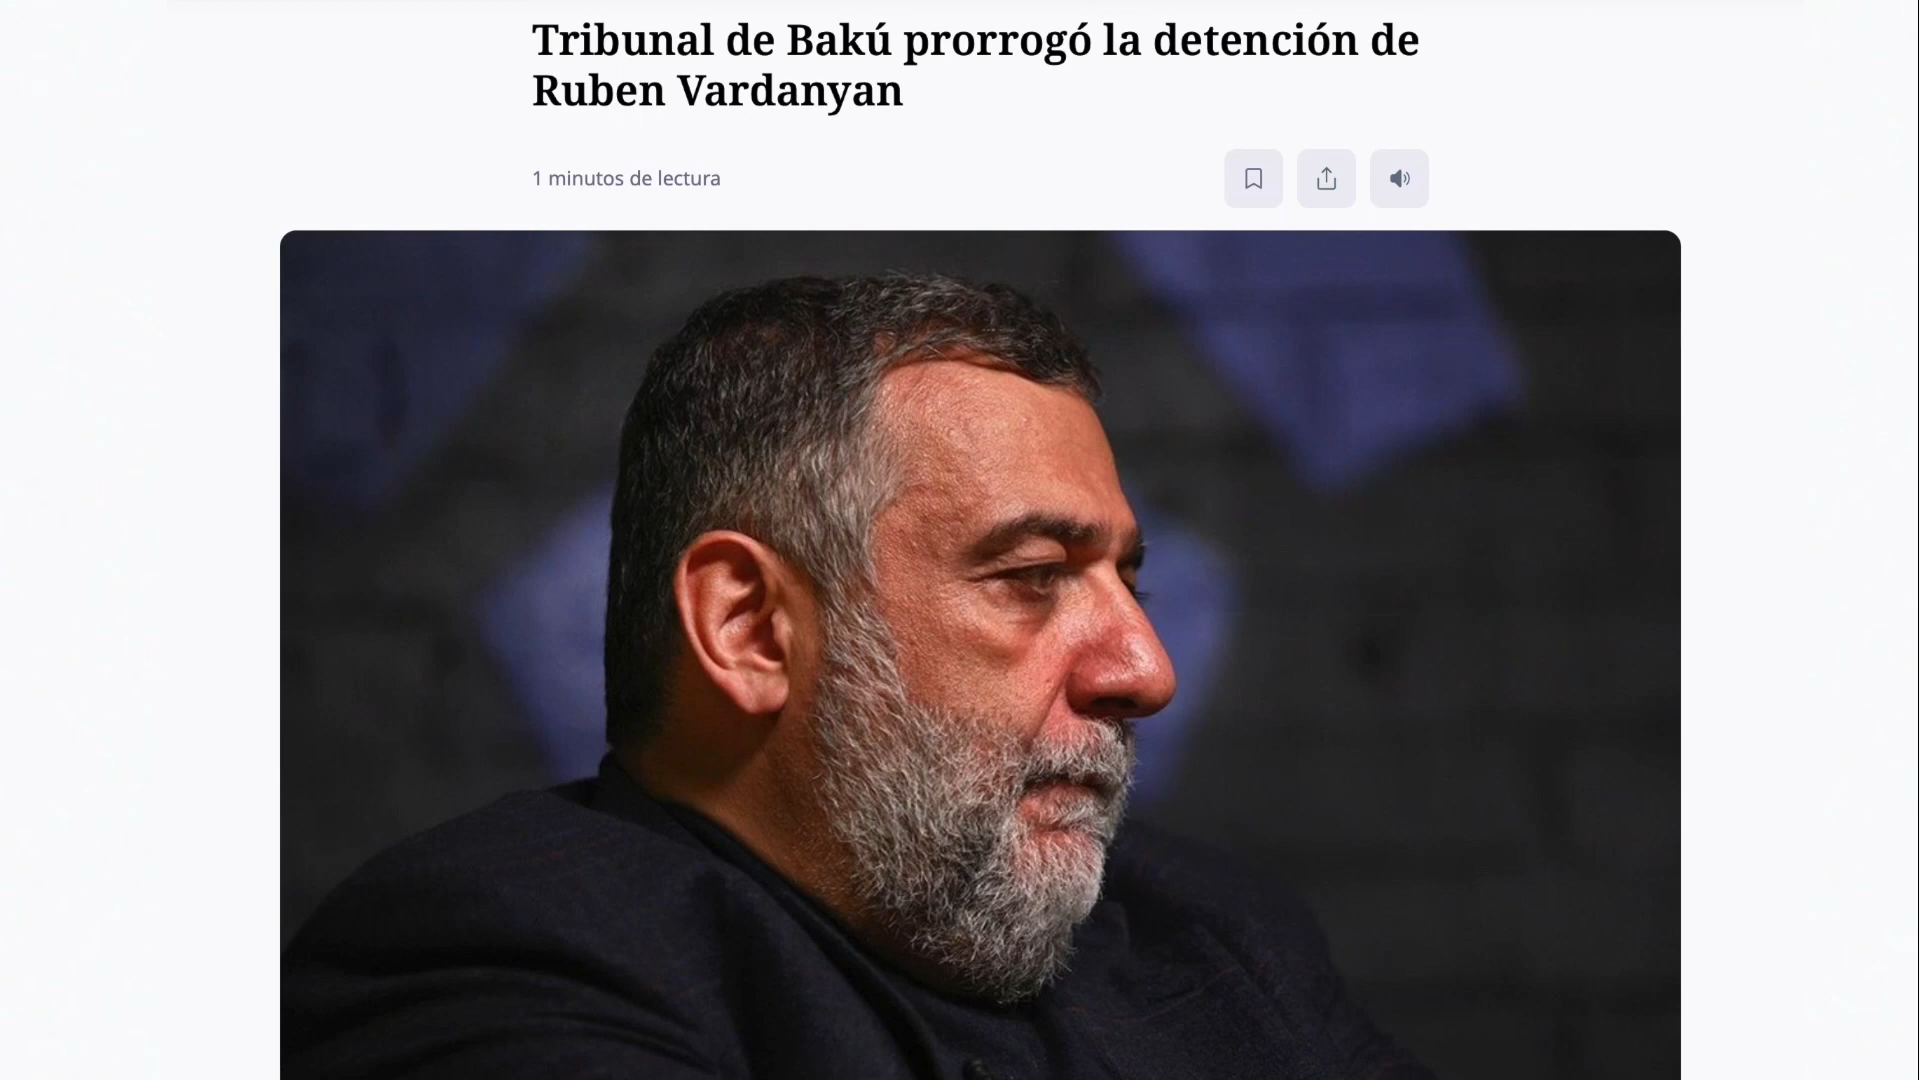 Tribunal de Bakú prorrogó la detención de
Ruben Vardanyan
1 minutos de lectura